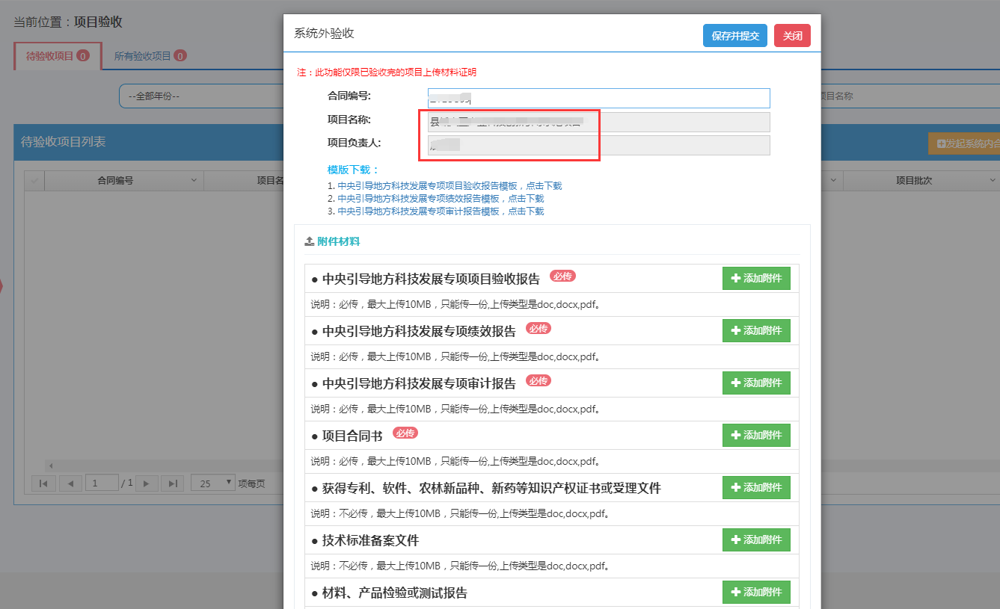 当前位置：项目验收
待验收项目 0
所有验收项目 0
--全部年份--
项目名称
待验收项目列表
发起系统内合
合同编号
项目名
项目批次
1 / 1
25
项每页
系统外验收
保存并提交
关闭
注：此功能仅限已验收完的项目上传材料证明
合同编号:
项目名称:
县
项目负责人:
模版下载：
1. 中央引导地方科技发展专项项目验收报告模板，点击下载
2. 中央引导地方科技发展专项绩效报告模板，点击下载
3. 中央引导地方科技发展专项审计报告模板，点击下载
附件材料
● 中央引导地方科技发展专项项目验收报告 必传
添加附件
说明：必传，最大上传10MB，只能传一份,上传类型是doc,docx,pdf。
● 中央引导地方科技发展专项绩效报告 必传
添加附件
说明：必传，最大上传10MB，只能传一份,上传类型是doc,docx,pdf。
● 中央引导地方科技发展专项审计报告 必传
添加附件
说明：必传，最大上传10MB，只能传一份,上传类型是doc,docx,pdf。
● 项目合同书 必传
添加附件
说明：必传，最大上传10MB，只能传一份,上传类型是doc,docx,pdf。
● 获得专利、软件、农林新品种、新药等知识产权证书或受理文件
添加附件
说明：不必传，最大上传10MB，只能传一份,上传类型是doc,docx,pdf。
● 技术标准备案文件
添加附件
说明：不必传，最大上传10MB，只能传一份,上传类型是doc,docx,pdf。
● 材料、产品检验或测试报告
添加附件